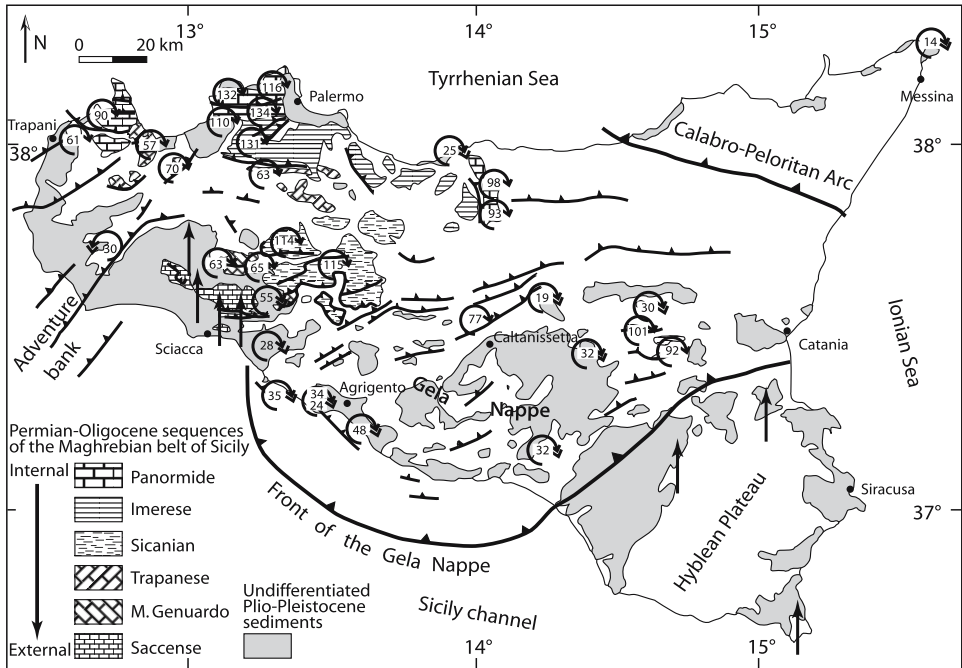 13°
14°
15°
N
0 20 km
14
Tyrrhenian Sea
Messina
132
116
Palermo
90
134
110
Trapani
61
57
131
38°
38°
Calabro-Peloritan Arc
25
70
63
98
93
30
114
63
65
115
55
19
30
77
101
Caltanissetta
92
32
Catania
Ionian Sea
Adventure
bank
Sciacca
28
35
34
24
Agrigento
Gela
Nappe
48
32
Permian-Oligocene sequences
of the Maghrebian belt of Sicily
Internal
Panormide
Imerese
Sicanian
Trapanese
M. Genuardo
External
Saccense
Undifferentiated
Plio-Pleistocene
sediments
Front of the Gela Nappe
Hyblean Plateau
Siracusa
37°
Sicily channel
14°
15°